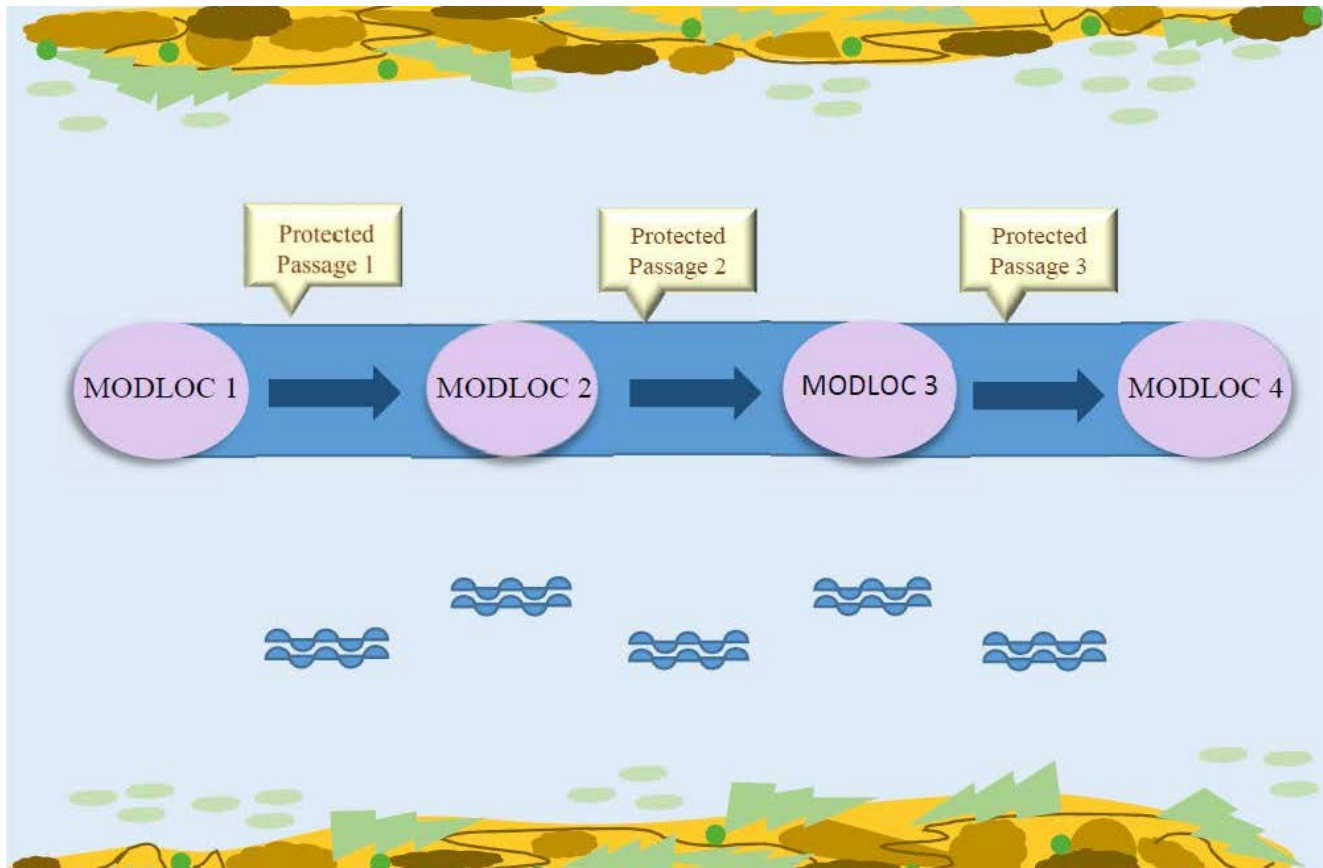 Protected
Passage 1
Protected
Passage 2
Protected
Passage 3
MODLOC 1
MODLOC 2
MODLOC 3
MODLOC 4